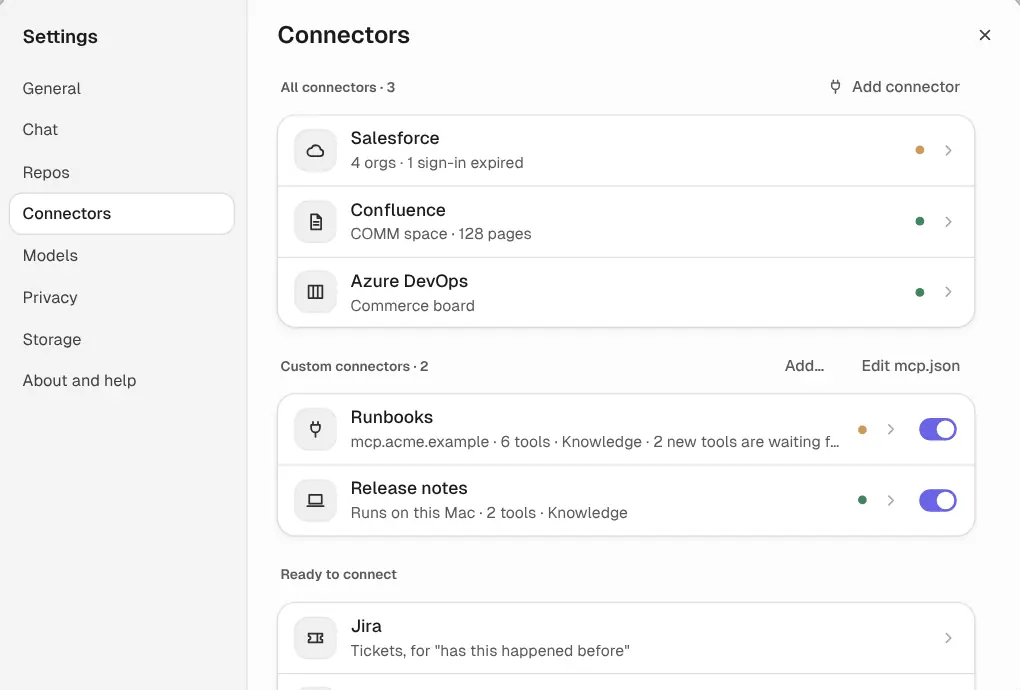 Settings
General
Chat
Repos
Connectors
Models
Privacy
Storage
About and help
Connectors
All connectors · 3
Add connector
Salesforce
4 orgs · 1 sign-in expired
Confluence
COMM space · 128 pages
Azure DevOps
Commerce board
Custom connectors · 2
Add...
Edit mcp.json
Runbooks
mcp.acme.example · 6 tools · Knowledge · 2 new tools are waiting f...
Release notes
Runs on this Mac · 2 tools · Knowledge
Ready to connect
Jira
Tickets, for "has this happened before"